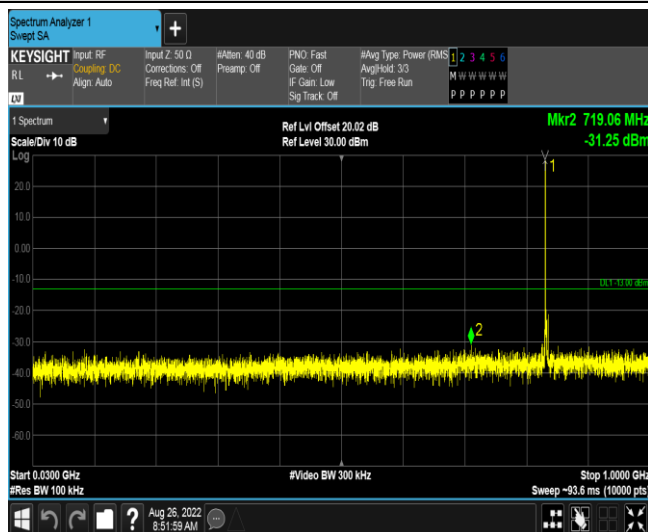 Spectrum Analyzer 1
Swept SA
+
KEYSIGHT
RL
LXI
Input: RF
Coupling: DC
Align: Auto
Input Z: 50 Ω
Corrections: Off
Freq Ref: Int (S)
#Atten: 40 dB
Preamp: Off
PNO: Fast
Gate: Off
IF Gain: Low
Sig Track: Off
#Avg Type: Power (RMS
Avg|Hold: 3/3
Trig: Free Run
1 2 3 4 5 6
M W W W W W
P P P P P P
1 Spectrum
Scale/Div 10 dB
Ref Lvl Offset 20.02 dB
Ref Level 30.00 dBm
Mkr2 719.06 MHz
-31.25 dBm
Log
1
20.0
10.0
0.00
-10.0
DL1 -13.00 dBm
-20.0
-30.0
2
-40.0
-50.0
-60.0
Start 0.0300 GHz
#Res BW 100 kHz
#Video BW 300 kHz
Stop 1.0000 GHz
Sweep ~93.6 ms (10000 pts)
?
Aug 26, 2022
8:51:59 AM